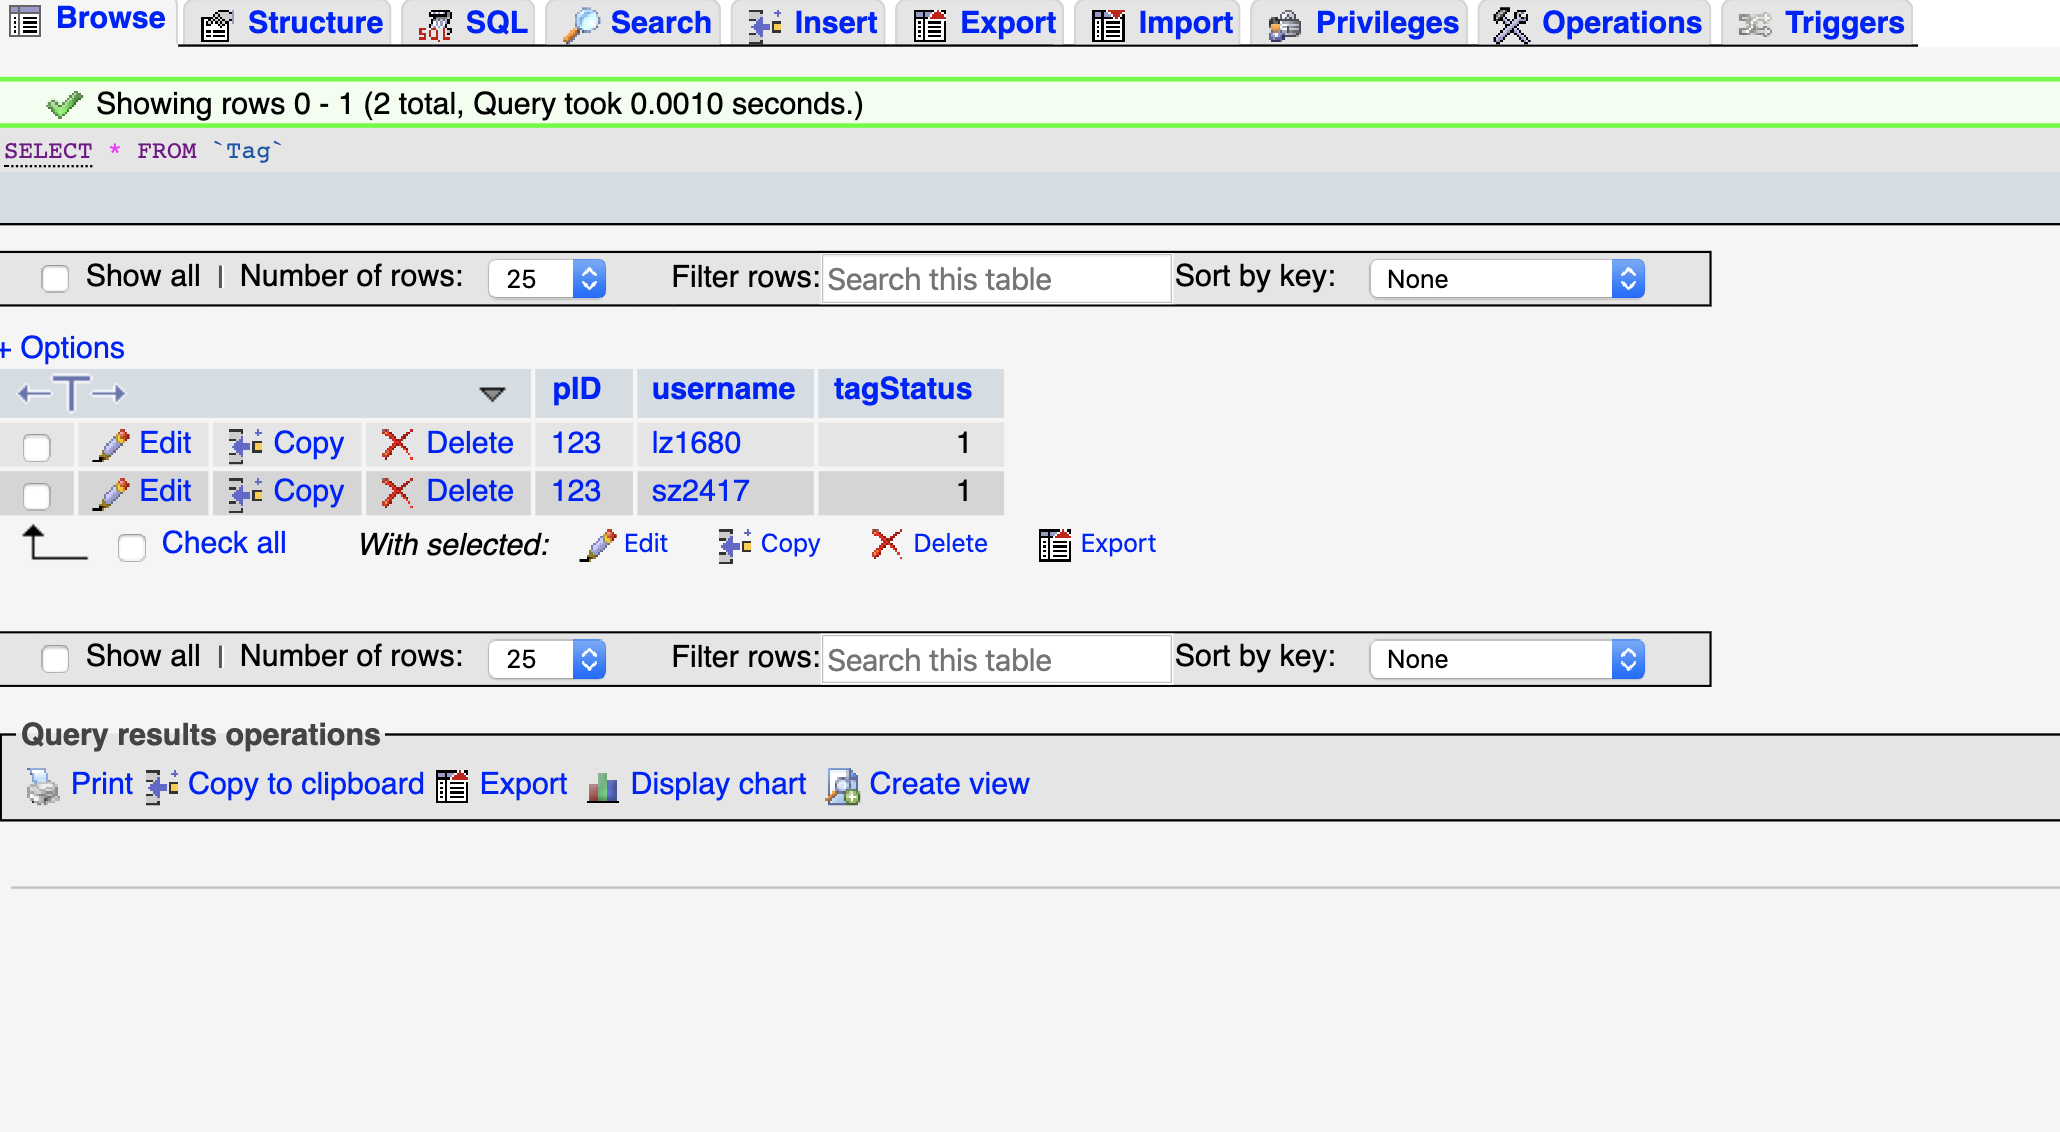 Browse Structure SQL Search Insert Export Import Privileges Operations Triggers
Showing rows 0 - 1 (2 total, Query took 0.0010 seconds.)
SELECT * FROM `Tag`
Show all | Number of rows: 25 Filter rows: Search this table Sort by key: None
+ Options
←T→ pID username tagStatus
Edit Copy Delete 123 lz1680 1
Edit Copy Delete 123 sz2417 1
Check all With selected: Edit Copy Delete Export
Show all | Number of rows: 25 Filter rows: Search this table Sort by key: None
Query results operations
Print Copy to clipboard Export Display chart Create view